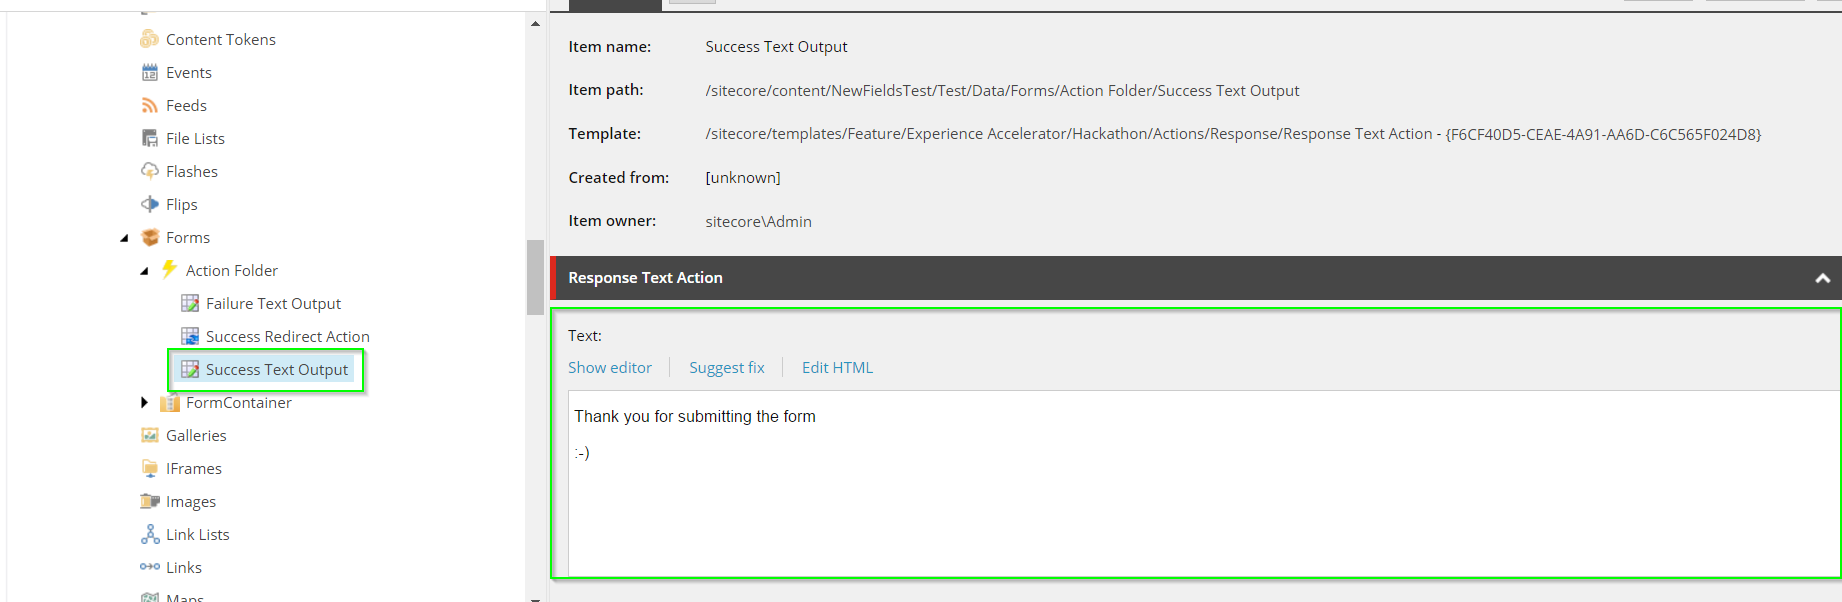 Content Tokens
Events
Feeds
File Lists
Flashes
Flips
Forms
Action Folder
Failure Text Output
Success Redirect Action
Success Text Output
FormContainer
Galleries
IFrames
Images
Link Lists
Links
Maps
Item name: Success Text Output
Item path: /sitecore/content/NewFieldsTest/Test/Data/Forms/Action Folder/Success Text Output
Template: /sitecore/templates/Feature/Experience Accelerator/Hackathon/Actions/Response/Response Text Action - {F6CF40D5-CEAE-4A91-AA6D-C6C565F024D8}
Created from: [unknown]
Item owner: sitecore\Admin
Response Text Action
Text:
Show editor Suggest fix Edit HTML
Thank you for submitting the form
:-)